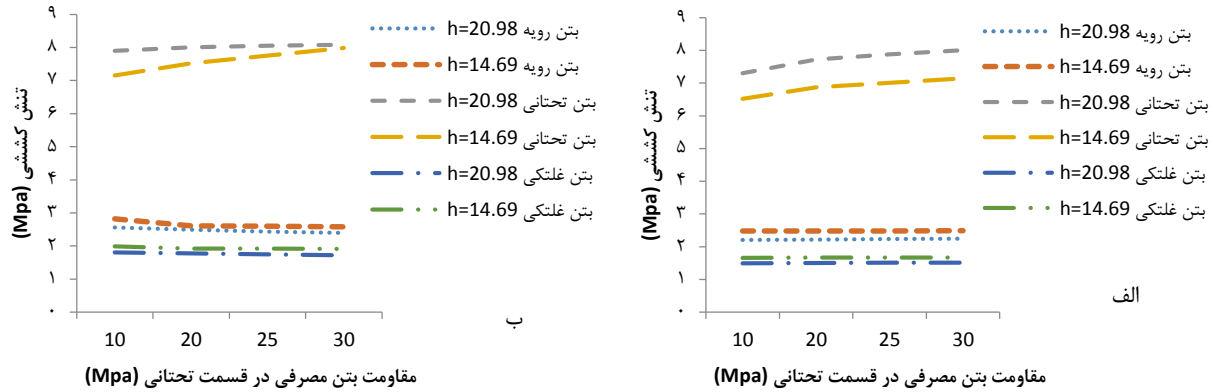 ۹
۸
۷
۶
۵
۴
۳
۲
۱
۰
تنش کششی (Mpa)
بتن رویه h=20.98
بتن رویه h=14.69
بتن تحتانی h=20.98
بتن تحتانی h=14.69
بتن غلتکی h=20.98
بتن غلتکی h=14.69
الف
10 20 25 30
مقاومت بتن مصرفی در قسمت تحتانی (Mpa)
۹
۸
۷
۶
۵
۴
۳
۲
۱
۰
تنش کششی (Mpa)
بتن رویه h=20.98
بتن رویه h=14.69
بتن تحتانی h=20.98
بتن تحتانی h=14.69
بتن غلتکی h=20.98
بتن غلتکی h=14.69
ب
10 20 25 30
مقاومت بتن مصرفی در قسمت تحتانی (Mpa)